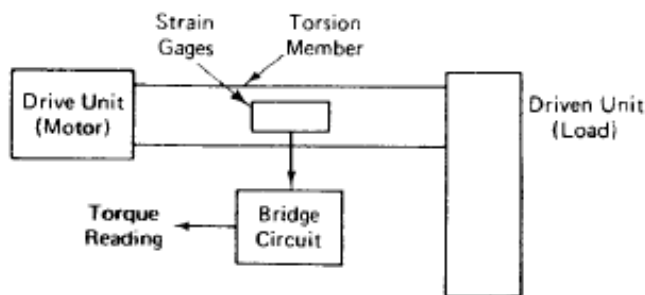 Strain
Gages
Torsion
Member
Drive Unit
(Motor)
Driven Unit
(Load)
Torque
Reading
Bridge
Circuit